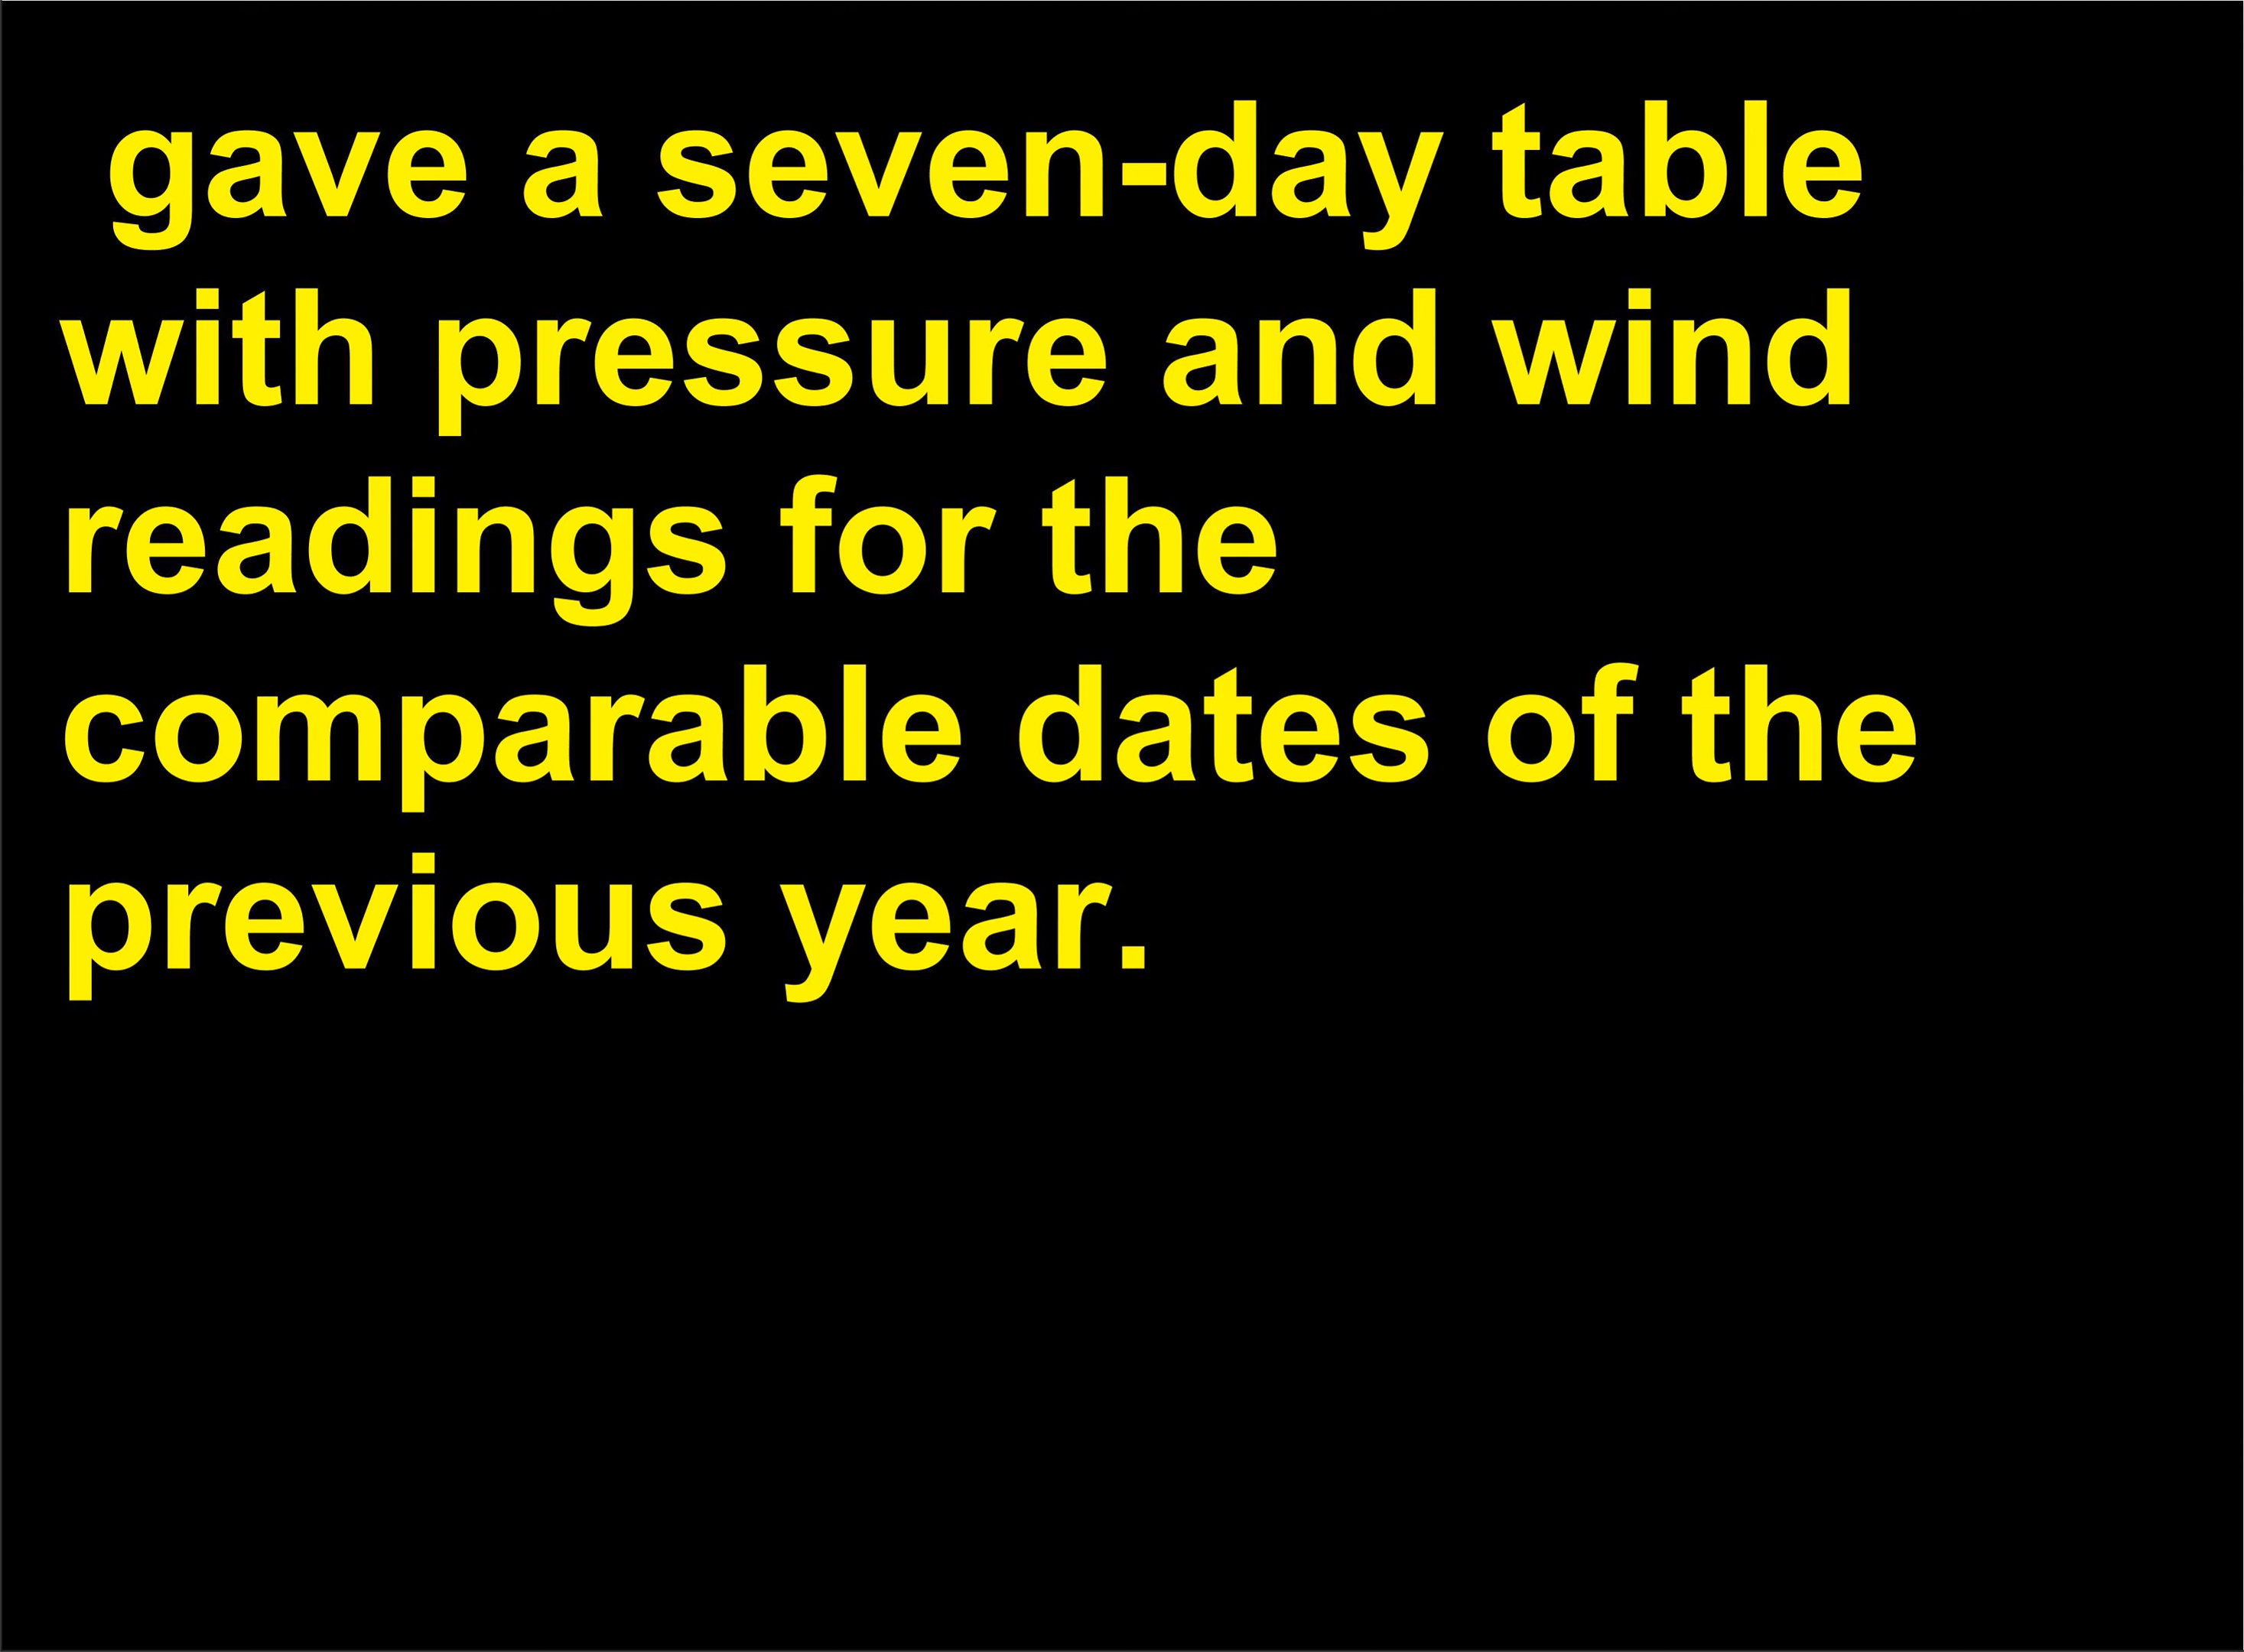 gave a seven-day table
with pressure and wind
readings for the
comparable dates of the
previous year.